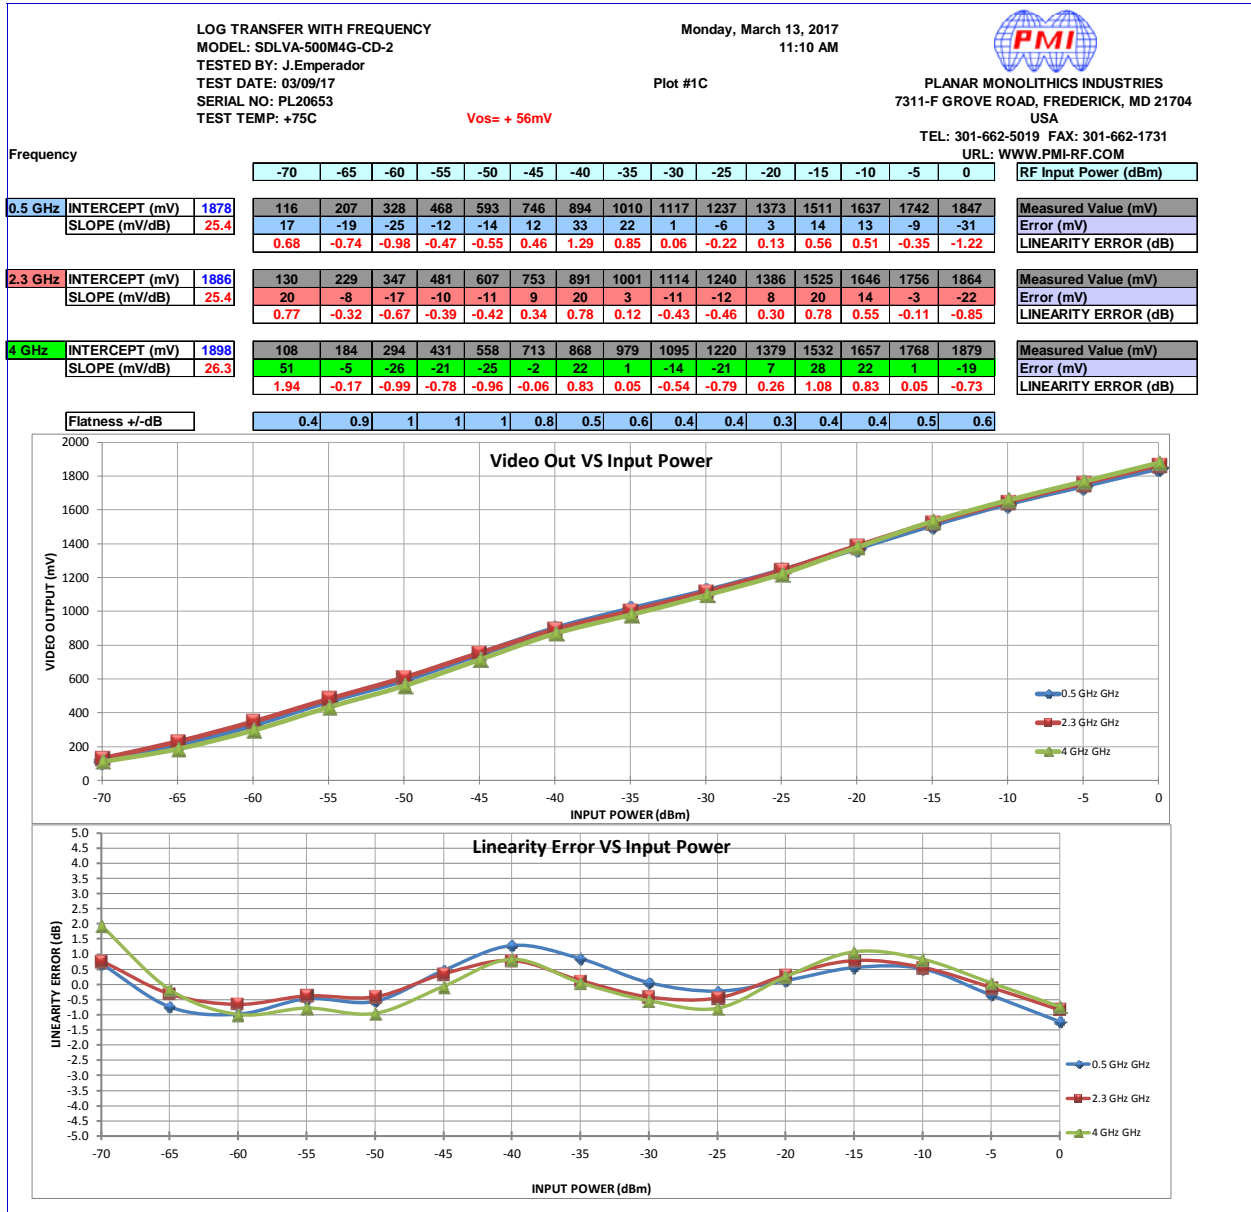 LOG TRANSFER WITH FREQUENCY
MODEL: SDLVA-500M4G-CD-2
TESTED BY: J.Emperador
TEST DATE: 03/09/17
SERIAL NO: PL20653
TEST TEMP: +75C
Vos= + 56mV
Monday, March 13, 2017
11:10 AM
Plot #1C
PMI
PLANAR MONOLITHICS INDUSTRIES
7311-F GROVE ROAD, FREDERICK, MD 21704
USA
TEL: 301-662-5019 FAX: 301-662-1731
URL: WWW.PMI-RF.COM
Frequency
-70 -65 -60 -55 -50 -45 -40 -35 -30 -25 -20 -15 -10 -5 0 RF Input Power (dBm)
0.5 GHz INTERCEPT (mV) 1878 116 207 328 468 593 746 894 1010 1117 1237 1373 1511 1637 1742 1847 Measured Value (mV)
SLOPE (mV/dB) 25.4 17 -19 -25 -12 -14 12 33 22 1 -6 3 14 13 -9 -31 Error (mV)
0.68 -0.74 -0.98 -0.47 -0.55 0.46 1.29 0.85 0.06 -0.22 0.13 0.56 0.51 -0.35 -1.22 LINEARITY ERROR (dB)
2.3 GHz INTERCEPT (mV) 1886 130 229 347 481 607 753 891 1001 1114 1240 1386 1525 1646 1756 1864 Measured Value (mV)
SLOPE (mV/dB) 25.4 20 -8 -17 -10 -11 9 20 3 -11 -12 8 20 14 -3 -22 Error (mV)
0.77 -0.32 -0.67 -0.39 -0.42 0.34 0.78 0.12 -0.43 -0.46 0.30 0.78 0.55 -0.11 -0.85 LINEARITY ERROR (dB)
4 GHz INTERCEPT (mV) 1898 108 184 294 431 558 713 868 979 1095 1220 1379 1532 1657 1768 1879 Measured Value (mV)
SLOPE (mV/dB) 26.3 51 -5 -26 -21 -25 -2 22 1 -14 -21 7 28 22 1 -19 Error (mV)
1.94 -0.17 -0.99 -0.78 -0.96 -0.06 0.83 0.05 -0.54 -0.79 0.26 1.08 0.83 0.05 -0.73 LINEARITY ERROR (dB)
Flatness +/-dB 0.4 0.9 1 1 1 0.8 0.5 0.6 0.4 0.4 0.3 0.4 0.4 0.5 0.6
Video Out VS Input Power
VIDEO OUTPUT (mV)
2000
1800
1600
1400
1200
1000
800
600
400
200
0
0.5 GHz GHz
2.3 GHz GHz
4 GHz GHz
-70 -65 -60 -55 -50 -45 -40 -35 -30 -25 -20 -15 -10 -5 0
INPUT POWER (dBm)
Linearity Error VS Input Power
LINEARITY ERROR (dB)
5.0
4.5
4.0
3.5
3.0
2.5
2.0
1.5
1.0
0.5
0.0
-0.5
-1.0
-1.5
-2.0
-2.5
-3.0
-3.5
-4.0
-4.5
-5.0
0.5 GHz GHz
2.3 GHz GHz
4 GHz GHz
-70 -65 -60 -55 -50 -45 -40 -35 -30 -25 -20 -15 -10 -5 0
INPUT POWER (dBm)